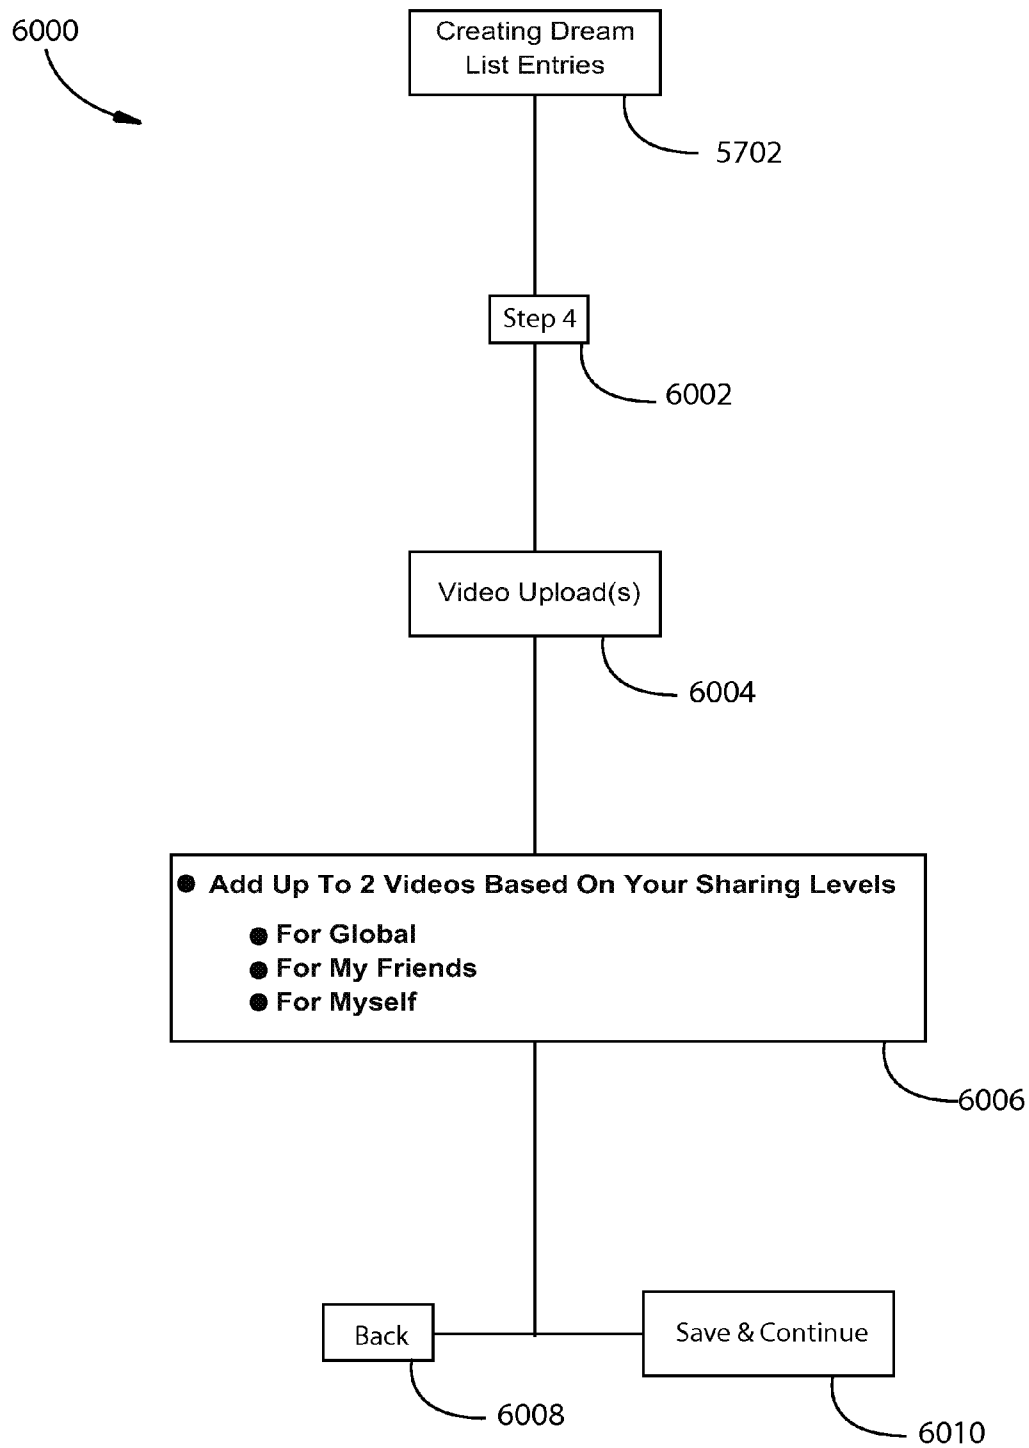 6000
Creating Dream
List Entries
5702
Step 4
6002
Video Upload(s)
6004
● Add Up To 2 Videos Based On Your Sharing Levels
● For Global
● For My Friends
● For Myself
6006
Back
Save & Continue
6008
6010